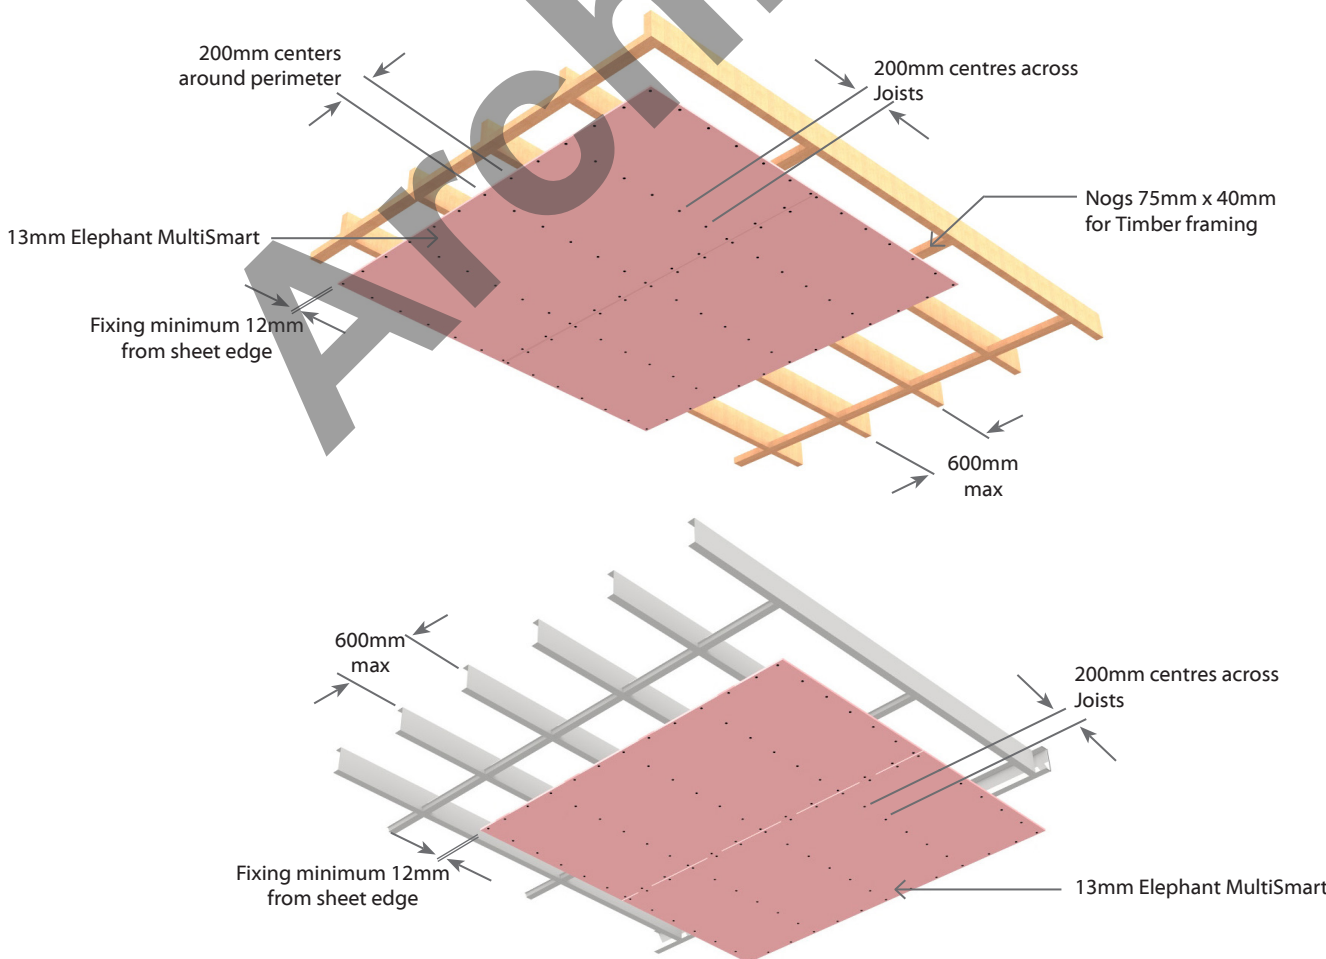 200mm centers
around perimeter
200mm centres across
Joists
Nogs 75mm x 40mm
for Timber framing
13mm Elephant MultiSmart
Fixing minimum 12mm
from sheet edge
600mm
max
600mm
max
200mm centres across
Joists
Fixing minimum 12mm
from sheet edge
13mm Elephant MultiSmart